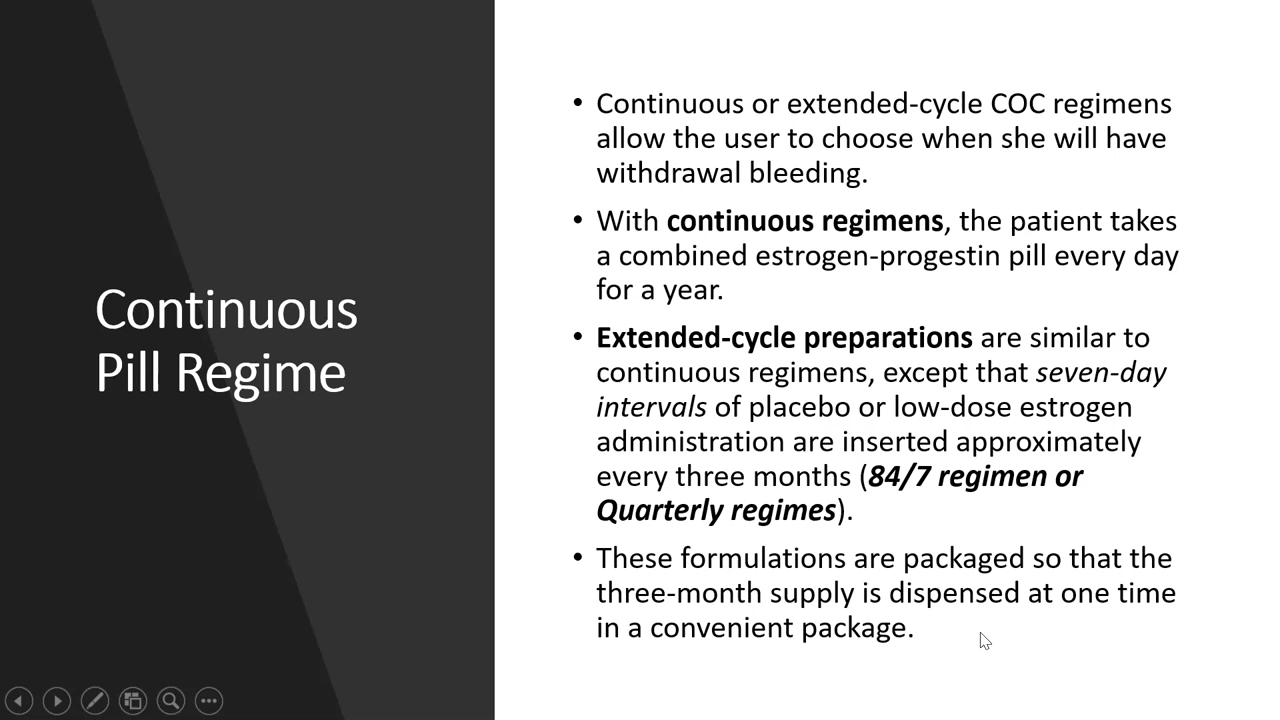 Continuous
Pill Regime
• Continuous or extended-cycle COC regimens
allow the user to choose when she will have
withdrawal bleeding.
• With continuous regimens, the patient takes
a combined estrogen-progestin pill every day
for a year.
• Extended-cycle preparations are similar to
continuous regimens, except that seven-day
intervals of placebo or low-dose estrogen
administration are inserted approximately
every three months (84/7 regimen or
Quarterly regimes).
• These formulations are packaged so that the
three-month supply is dispensed at one time
in a convenient package.